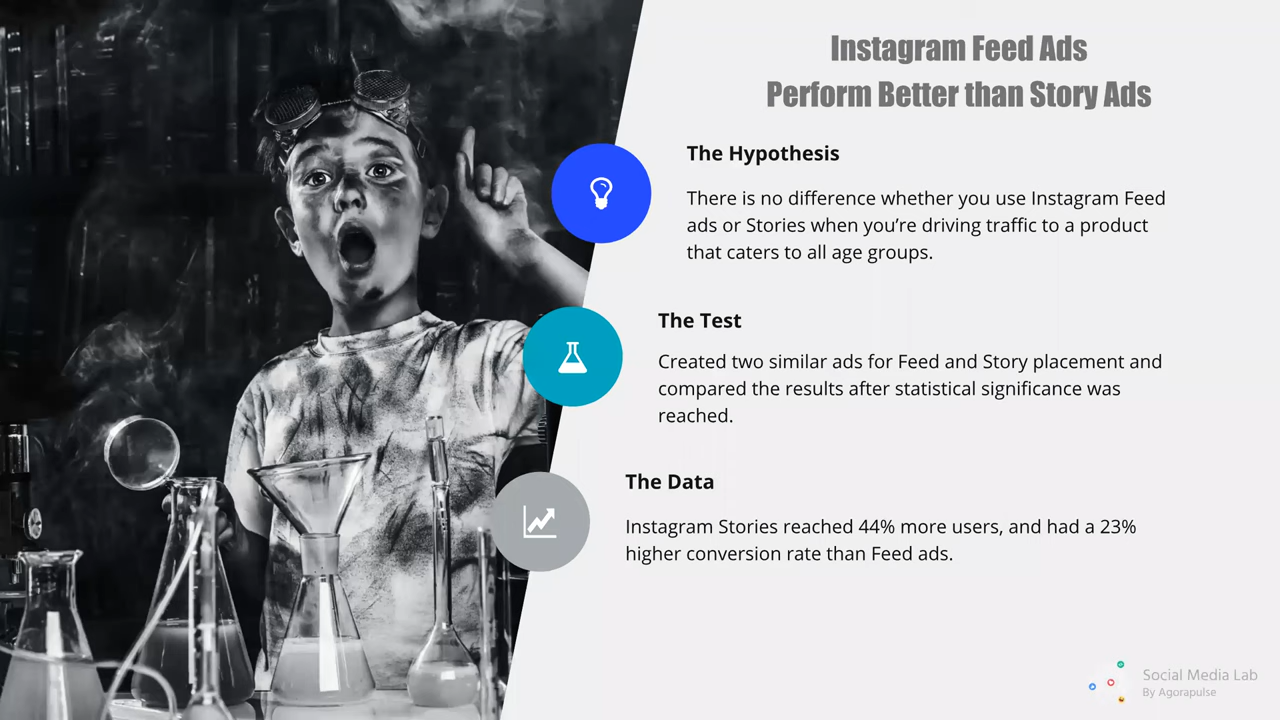 Instagram Feed Ads
Perform Better than Story Ads
The Hypothesis
There is no difference whether you use Instagram Feed
ads or Stories when you’re driving traffic to a product
that caters to all age groups.
The Test
Created two similar ads for Feed and Story placement and
compared the results after statistical significance was
reached.
The Data
Instagram Stories reached 44% more users, and had a 23%
higher conversion rate than Feed ads.
Social Media Lab
By Agorapulse